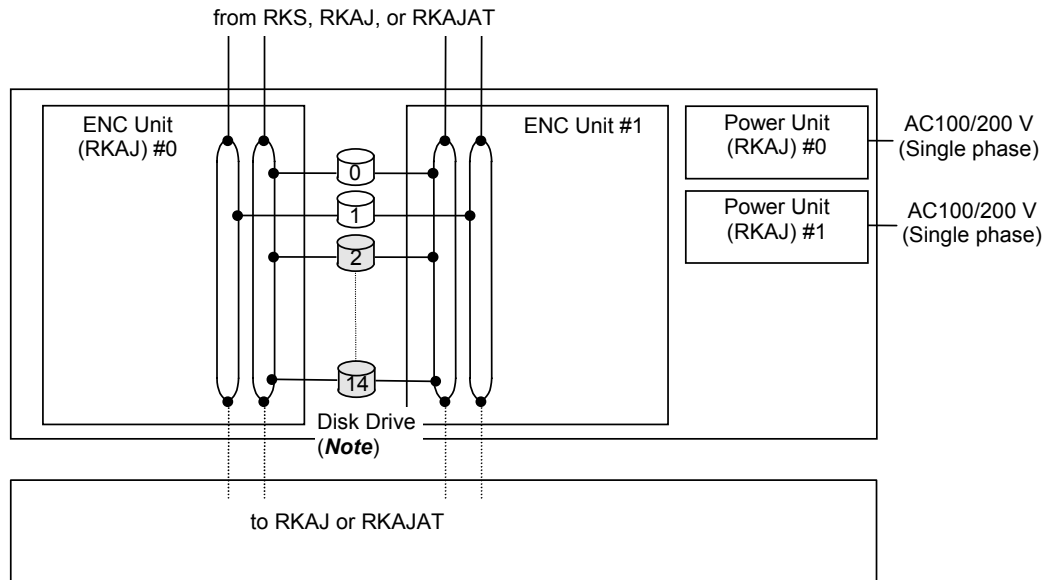 from RKS, RKAJ, or RKAJAT
ENC Unit
(RKAJ) #0
ENC Unit #1
Power Unit
(RKAJ) #0
AC100/200 V
(Single phase)
Power Unit
(RKAJ) #1
AC100/200 V
(Single phase)
0
1
2
14
Disk Drive
(Note)
to RKAJ or RKAJAT